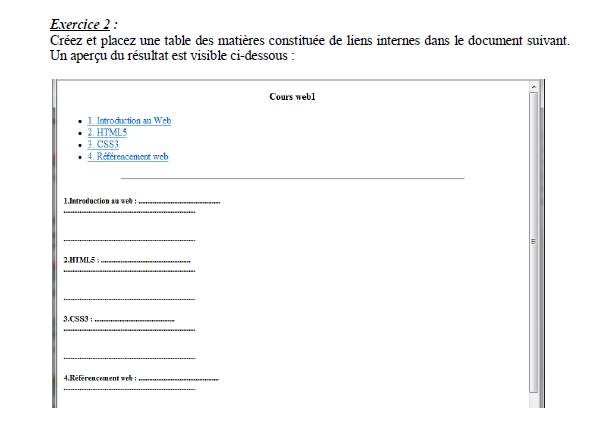 Exercice 2 :
Créez et placez une table des matières constituée de liens internes dans le document suivant.
Un aperçu du résultat est visible ci-dessous :
Cours web1
• 1. Introduction au Web
• 2. HTML5
• 3. CSS3
• 4. Référencement web
1.Introduction au web : ........................................
..................................................................
..................................................................
2.HTML5 : .............................................
..................................................................
..................................................................
3.CSS3 : ........................................
..................................................................
..................................................................
4.Référencement web : ........................................
..................................................................